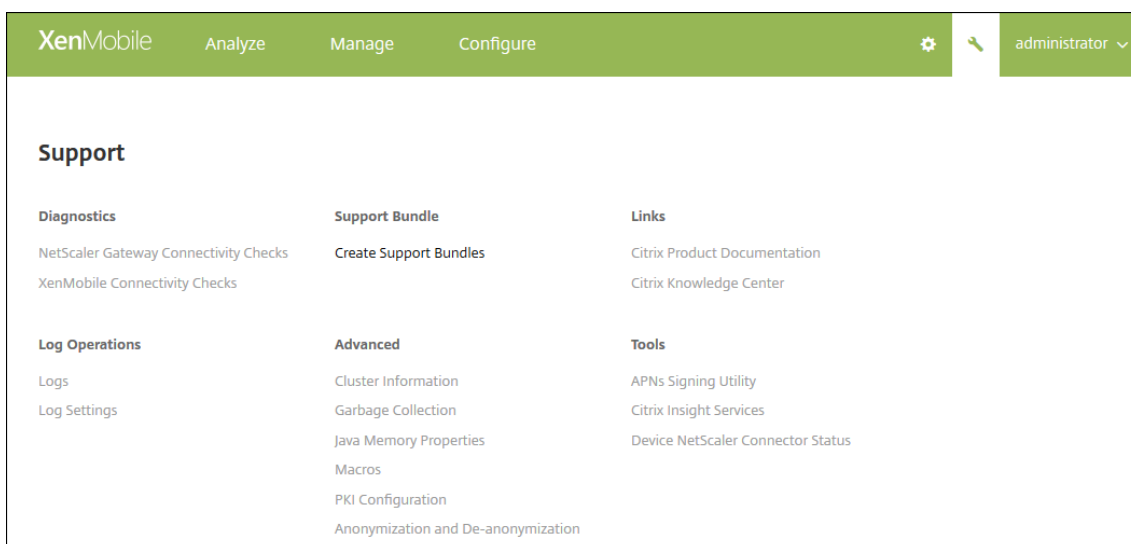 XenMobile Analyze Manage Configure administrator
Support
Diagnostics
NetScaler Gateway Connectivity Checks
XenMobile Connectivity Checks
Support Bundle
Create Support Bundles
Links
Citrix Product Documentation
Citrix Knowledge Center
Log Operations
Logs
Log Settings
Advanced
Cluster Information
Garbage Collection
Java Memory Properties
Macros
PKI Configuration
Anonymization and De-anonymization
Tools
APNs Signing Utility
Citrix Insight Services
Device NetScaler Connector Status